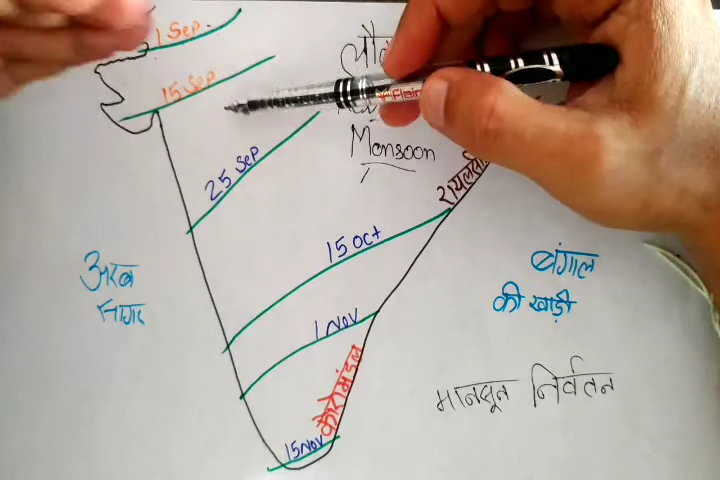 1 Sep.
15 Sep
25 Sep
Monsoon
15 Oct
1 Nov
15 Nov
कोरोमंडल
अरब
सागर
बंगाल
की खाड़ी
मानसून निर्वतन
Flair